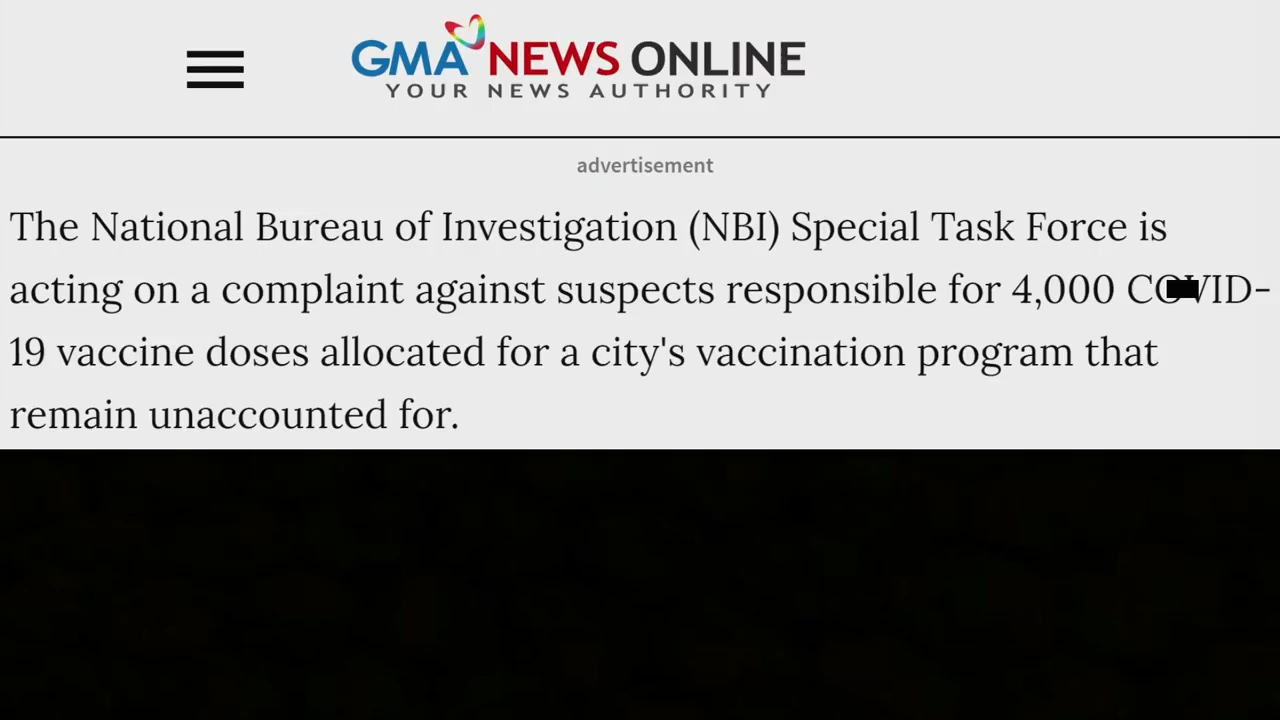 GMA NEWS ONLINE
YOUR NEWS AUTHORITY
advertisement
The National Bureau of Investigation (NBI) Special Task Force is
acting on a complaint against suspects responsible for 4,000 COVID-
19 vaccine doses allocated for a city's vaccination program that
remain unaccounted for.